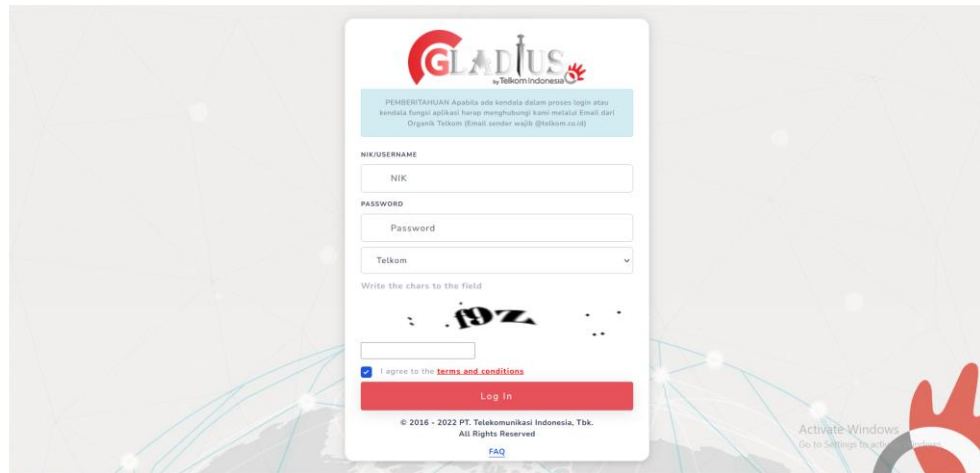 GLADIUS
by Telkom Indonesia
PEMBERITAHUAN Apabila ada kendala dalam proses login atau
kendala fungsi aplikasi harap menghubungi kami melalui Email dari
Organik Telkom (Email sender wajib @telkom.co.id)
NIK/USERNAME
NIK
PASSWORD
Password
Telkom
Write the chars to the field
f9z
I agree to the terms and conditions
Log In
© 2016 - 2022 PT. Telekomunikasi Indonesia, Tbk.
All Rights Reserved
FAQ
Activate Windows
Go to Settings to activate Windows.